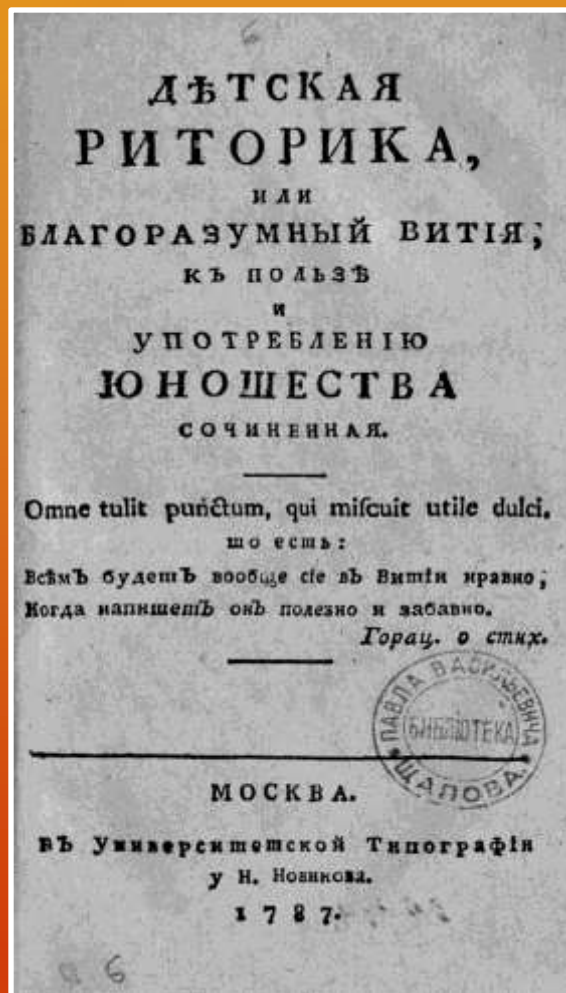 ДѢТСКАЯ
РИТОРИКА,
ИЛИ
БЛАГОРАЗУМНЫЙ ВИТІЯ;
КЪ ПОЛЬЗѢ
И
УПОТРЕБЛЕНІЮ
ЮНОШЕСТВА
СОЧИНЕННАЯ.
Omne tulit punctum, qui miſcuit utile dulci.
то есть:
Всѣмъ будетъ вообще сіе въ Витіи нравно;
Когда напишетъ онъ полезно и забавно.
Горац. о стих.
ПАВЛА ВАСИЛЬЕВИЧА
БИБЛІОТЕКА
ЩАПОВА.
МОСКВА.
въ Университетской Типографіи
у Н. Новикова.
1787.
6